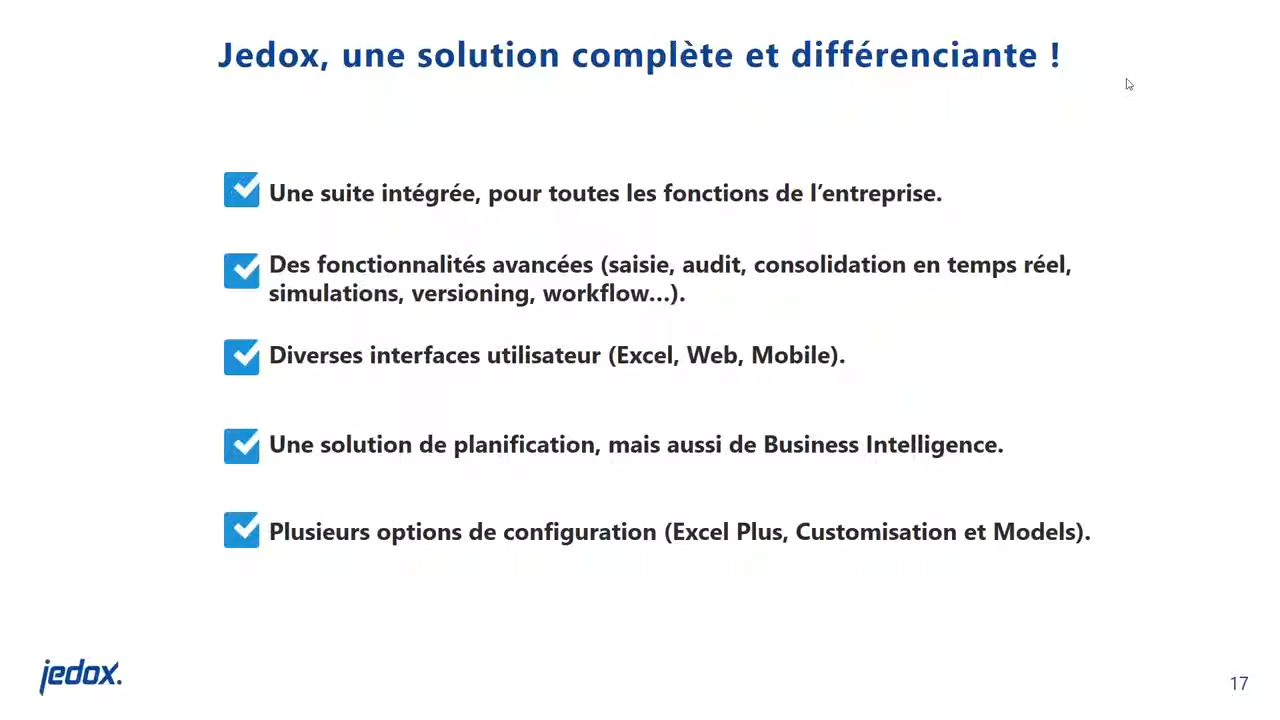 Jedox, une solution complète et différenciante !
Une suite intégrée, pour toutes les fonctions de l’entreprise.
Des fonctionnalités avancées (saisie, audit, consolidation en temps réel,
simulations, versioning, workflow…).
Diverses interfaces utilisateur (Excel, Web, Mobile).
Une solution de planification, mais aussi de Business Intelligence.
Plusieurs options de configuration (Excel Plus, Customisation et Models).
jedox.
17